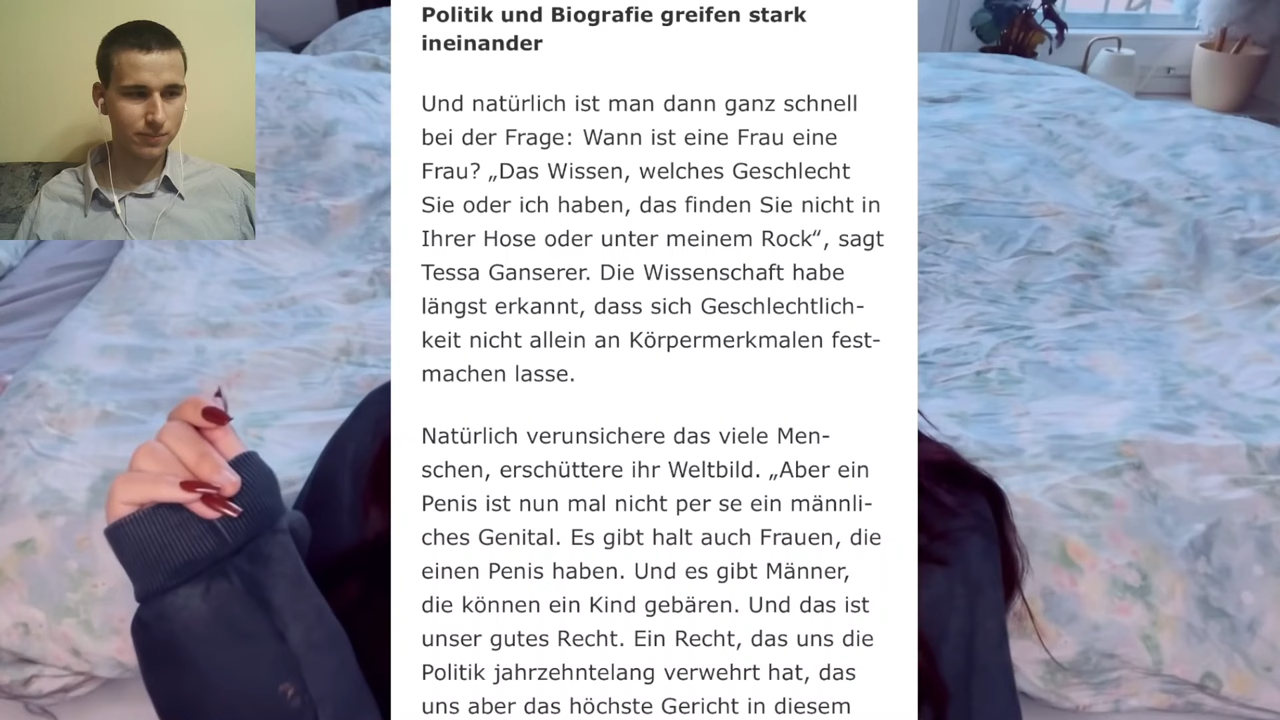 Politik und Biografie greifen stark
ineinander
Und natürlich ist man dann ganz schnell
bei der Frage: Wann ist eine Frau eine
Frau? „Das Wissen, welches Geschlecht
Sie oder ich haben, das finden Sie nicht in
Ihrer Hose oder unter meinem Rock“, sagt
Tessa Ganserer. Die Wissenschaft habe
längst erkannt, dass sich Geschlechtlich-
keit nicht allein an Körpermerkmalen fest-
machen lasse.
Natürlich verunsichere das viele Men-
schen, erschüttere ihr Weltbild. „Aber ein
Penis ist nun mal nicht per se ein männli-
ches Genital. Es gibt halt auch Frauen, die
einen Penis haben. Und es gibt Männer,
die können ein Kind gebären. Und das ist
unser gutes Recht. Ein Recht, das uns die
Politik jahrzehntelang verwehrt hat, das
uns aber das höchste Gericht in diesem